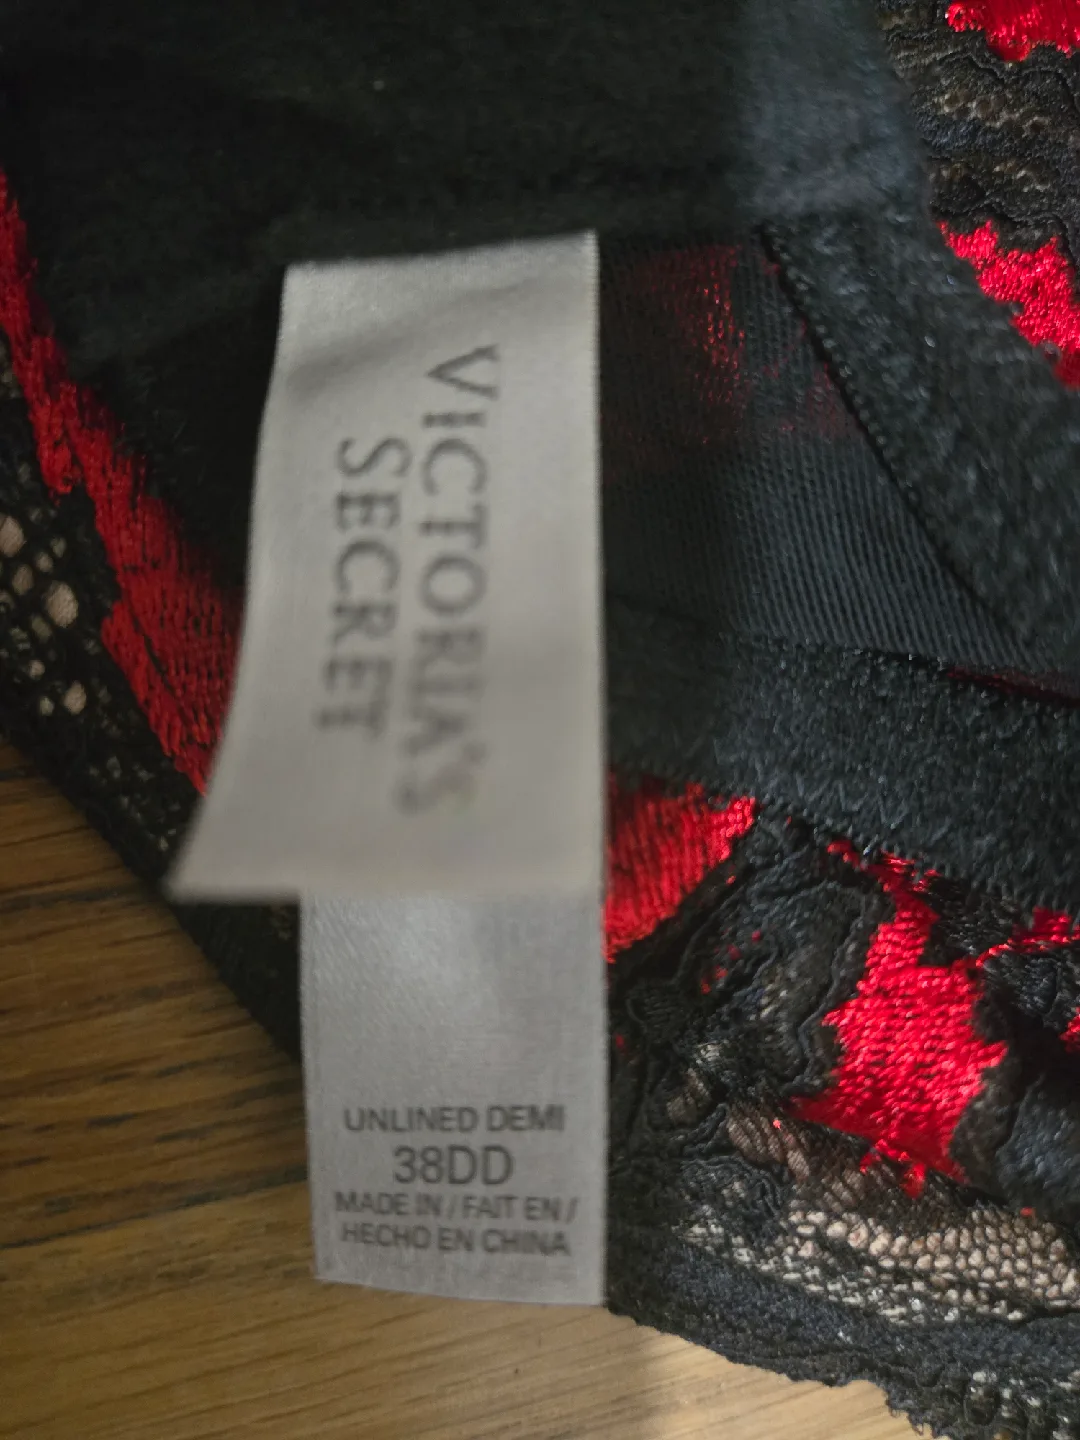 VICTORIA'S
SECRET
UNLINED DEMI
38DD
MADE IN / FAIT EN /
HECHO EN CHINA